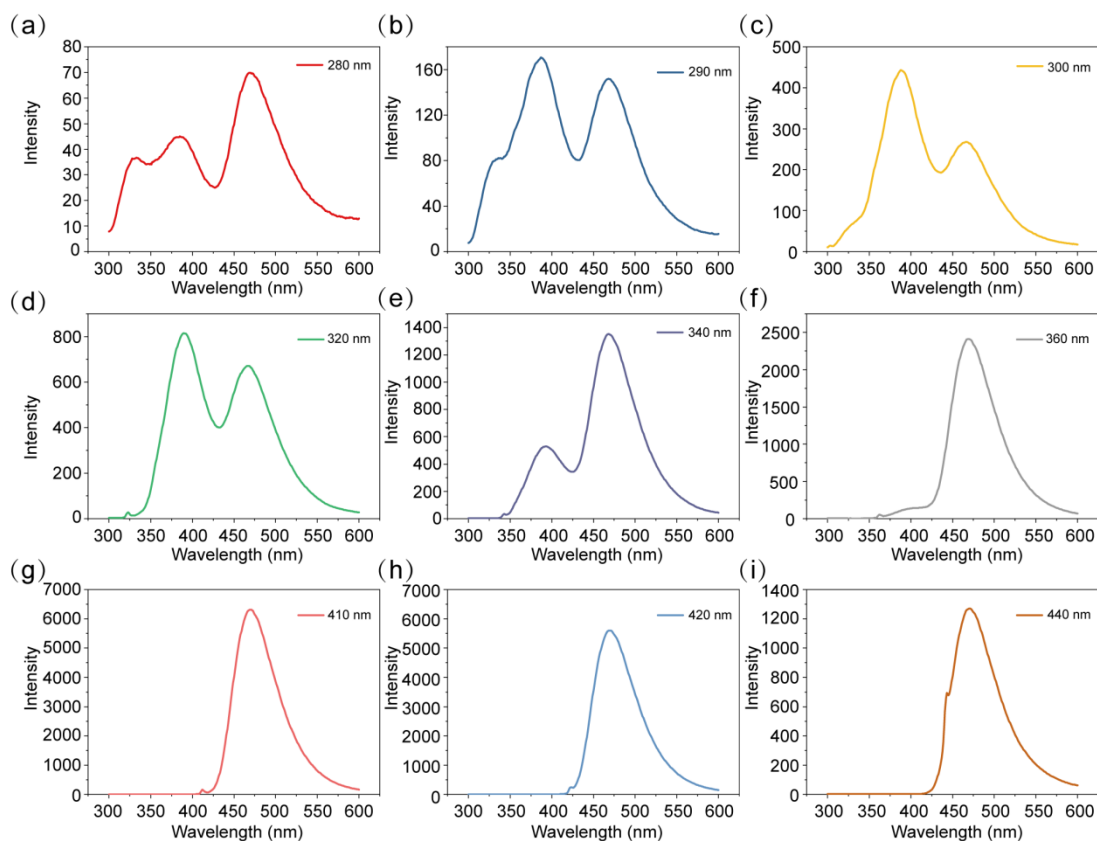 （a）
80
70
60
50
40
30
20
10
0
Intensity
280 nm
300 350 400 450 500 550 600
Wavelength (nm)
（b）
160
120
80
40
0
Intensity
290 nm
300 350 400 450 500 550 600
Wavelength (nm)
（c）
500
400
300
200
100
0
Intensity
300 nm
300 350 400 450 500 550 600
Wavelength (nm)
（d）
800
600
400
200
0
Intensity
320 nm
300 350 400 450 500 550 600
Wavelength (nm)
（e）
1400
1200
1000
800
600
400
200
0
Intensity
340 nm
300 350 400 450 500 550 600
Wavelength (nm)
（f）
2500
2000
1500
1000
500
0
Intensity
360 nm
300 350 400 450 500 550 600
Wavelength (nm)
（g）
7000
6000
5000
4000
3000
2000
1000
0
Intensity
410 nm
300 350 400 450 500 550 600
Wavelength (nm)
（h）
7000
6000
5000
4000
3000
2000
1000
0
Intensity
420 nm
300 350 400 450 500 550 600
Wavelength (nm)
（i）
1400
1200
1000
800
600
400
200
0
Intensity
440 nm
300 350 400 450 500 550 600
Wavelength (nm)